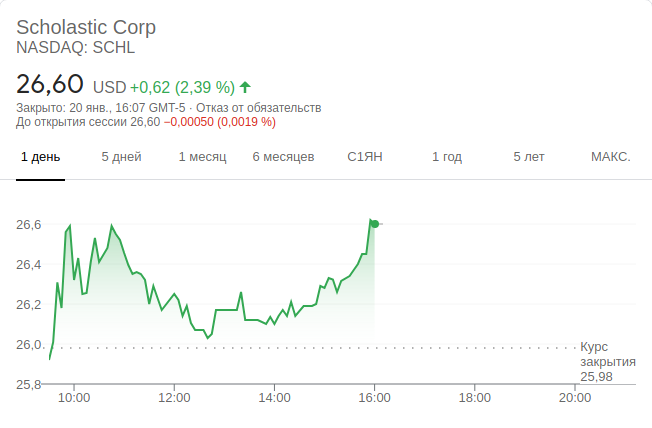 Scholastic Corp
NASDAQ: SCHL
26,60 USD +0,62 (2,39 %) ↑
Закрыто: 20 янв., 16:07 GMT-5 · Отказ от обязательств
До открытия сессии 26,60 −0,00050 (0,0019 %)
1 день 5 дней 1 месяц 6 месяцев С1ЯН 1 год 5 лет МАКС.
26,6
26,4
26,2
26,0
25,8
Курс
закрытия
25,98
10:00 12:00 14:00 16:00 18:00 20:00